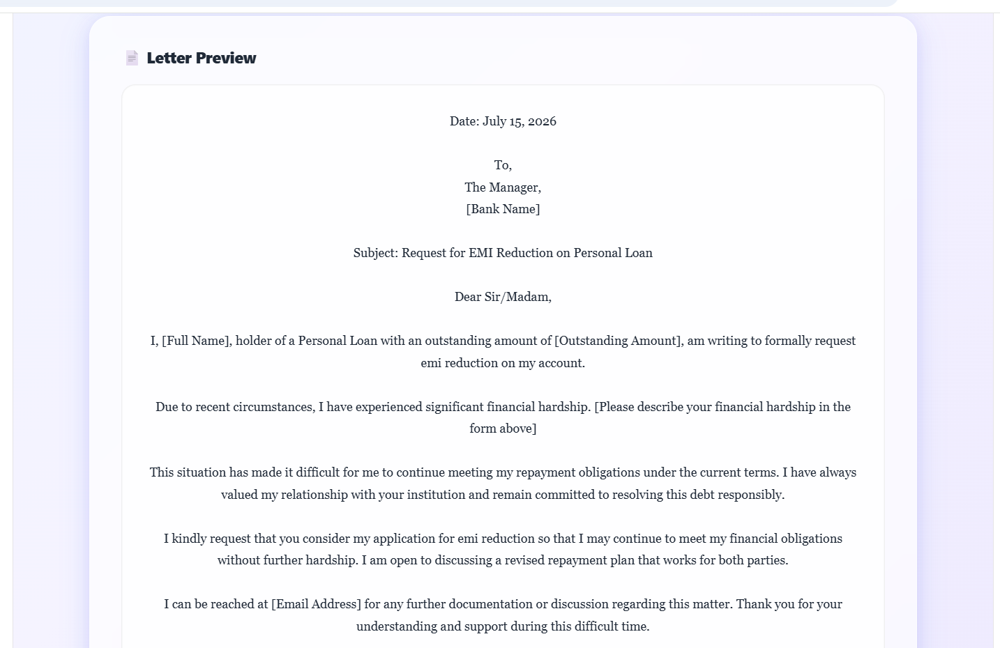 Letter Preview
Date: July 15, 2026
To,
The Manager,
[Bank Name]
Subject: Request for EMI Reduction on Personal Loan
Dear Sir/Madam,
I, [Full Name], holder of a Personal Loan with an outstanding amount of [Outstanding Amount], am writing to formally request
emi reduction on my account.
Due to recent circumstances, I have experienced significant financial hardship. [Please describe your financial hardship in the
form above]
This situation has made it difficult for me to continue meeting my repayment obligations under the current terms. I have always
valued my relationship with your institution and remain committed to resolving this debt responsibly.
I kindly request that you consider my application for emi reduction so that I may continue to meet my financial obligations
without further hardship. I am open to discussing a revised repayment plan that works for both parties.
I can be reached at [Email Address] for any further documentation or discussion regarding this matter. Thank you for your
understanding and support during this difficult time.